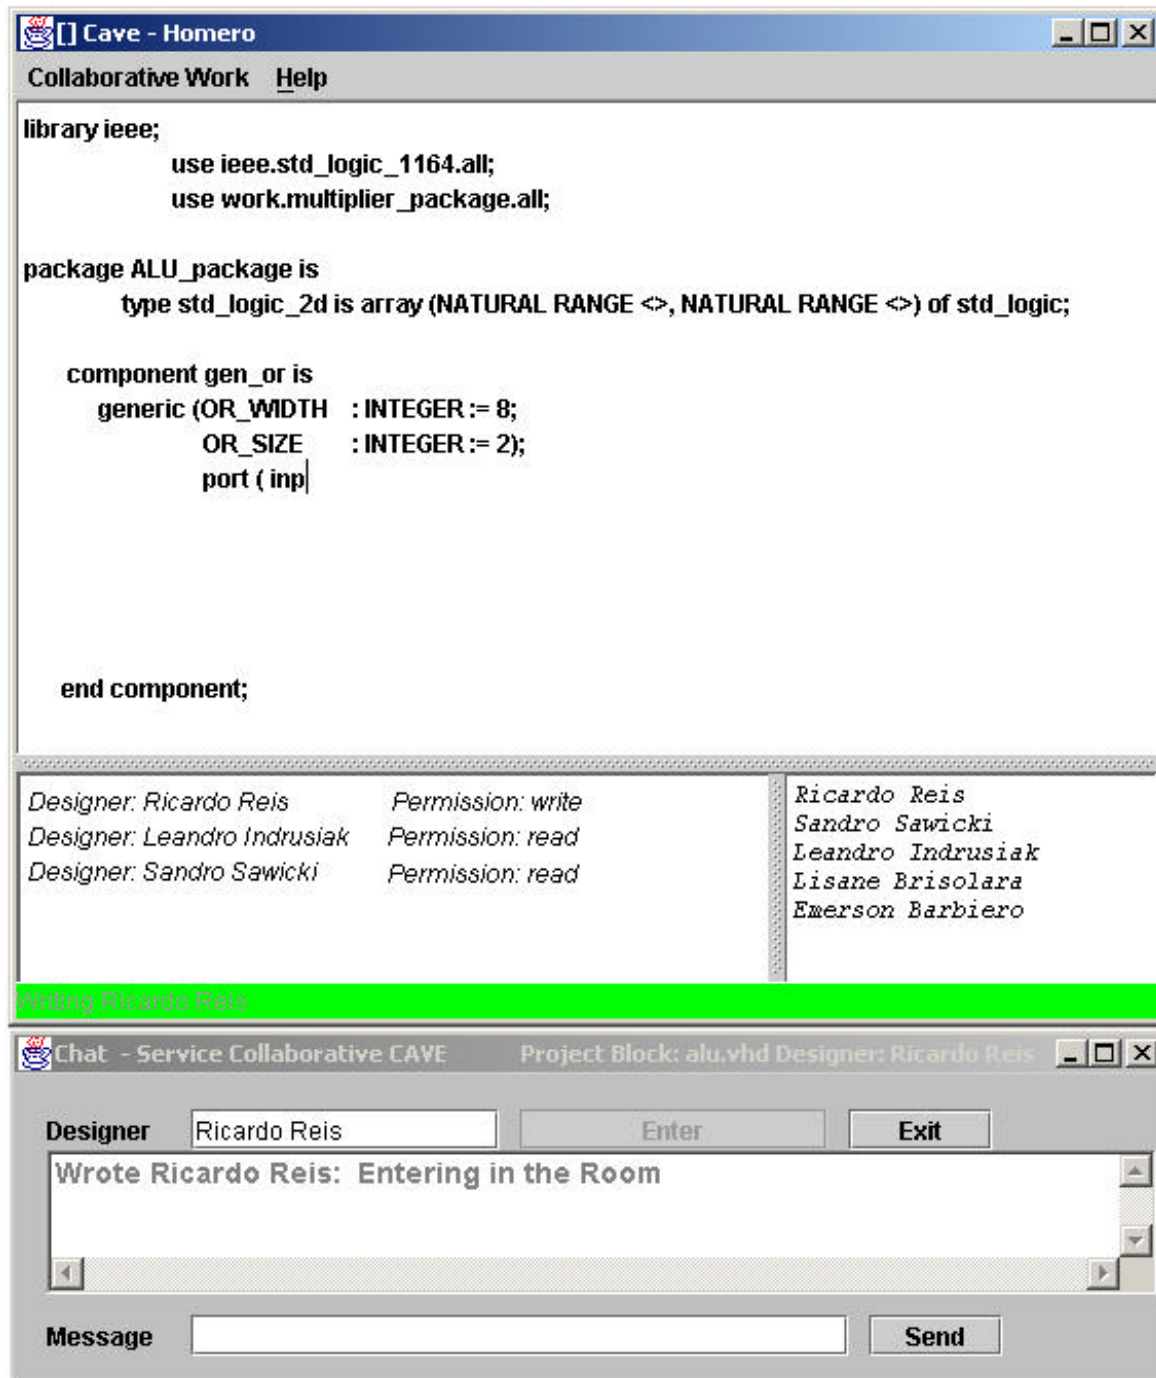 [] Cave - Homero
Collaborative Work Help
library ieee;
use ieee.std_logic_1164.all;
use work.multiplier_package.all;
package ALU_package is
type std_logic_2d is array (NATURAL RANGE <>, NATURAL RANGE <>) of std_logic;
component gen_or is
generic (OR_WIDTH : INTEGER := 8;
OR_SIZE : INTEGER := 2);
port ( inp
end component;
Designer: Ricardo Reis Permission: write
Designer: Leandro Indrusiak Permission: read
Designer: Sandro Sawicki Permission: read
Ricardo Reis
Sandro Sawicki
Leandro Indrusiak
Lisane Brisolara
Emerson Barbiero
Writing Ricardo Reis
Chat - Service Collaborative CAVE Project Block: alu.vhd Designer: Ricardo Reis
Designer Ricardo Reis Enter Exit
Wrote Ricardo Reis: Entering in the Room
Message Send